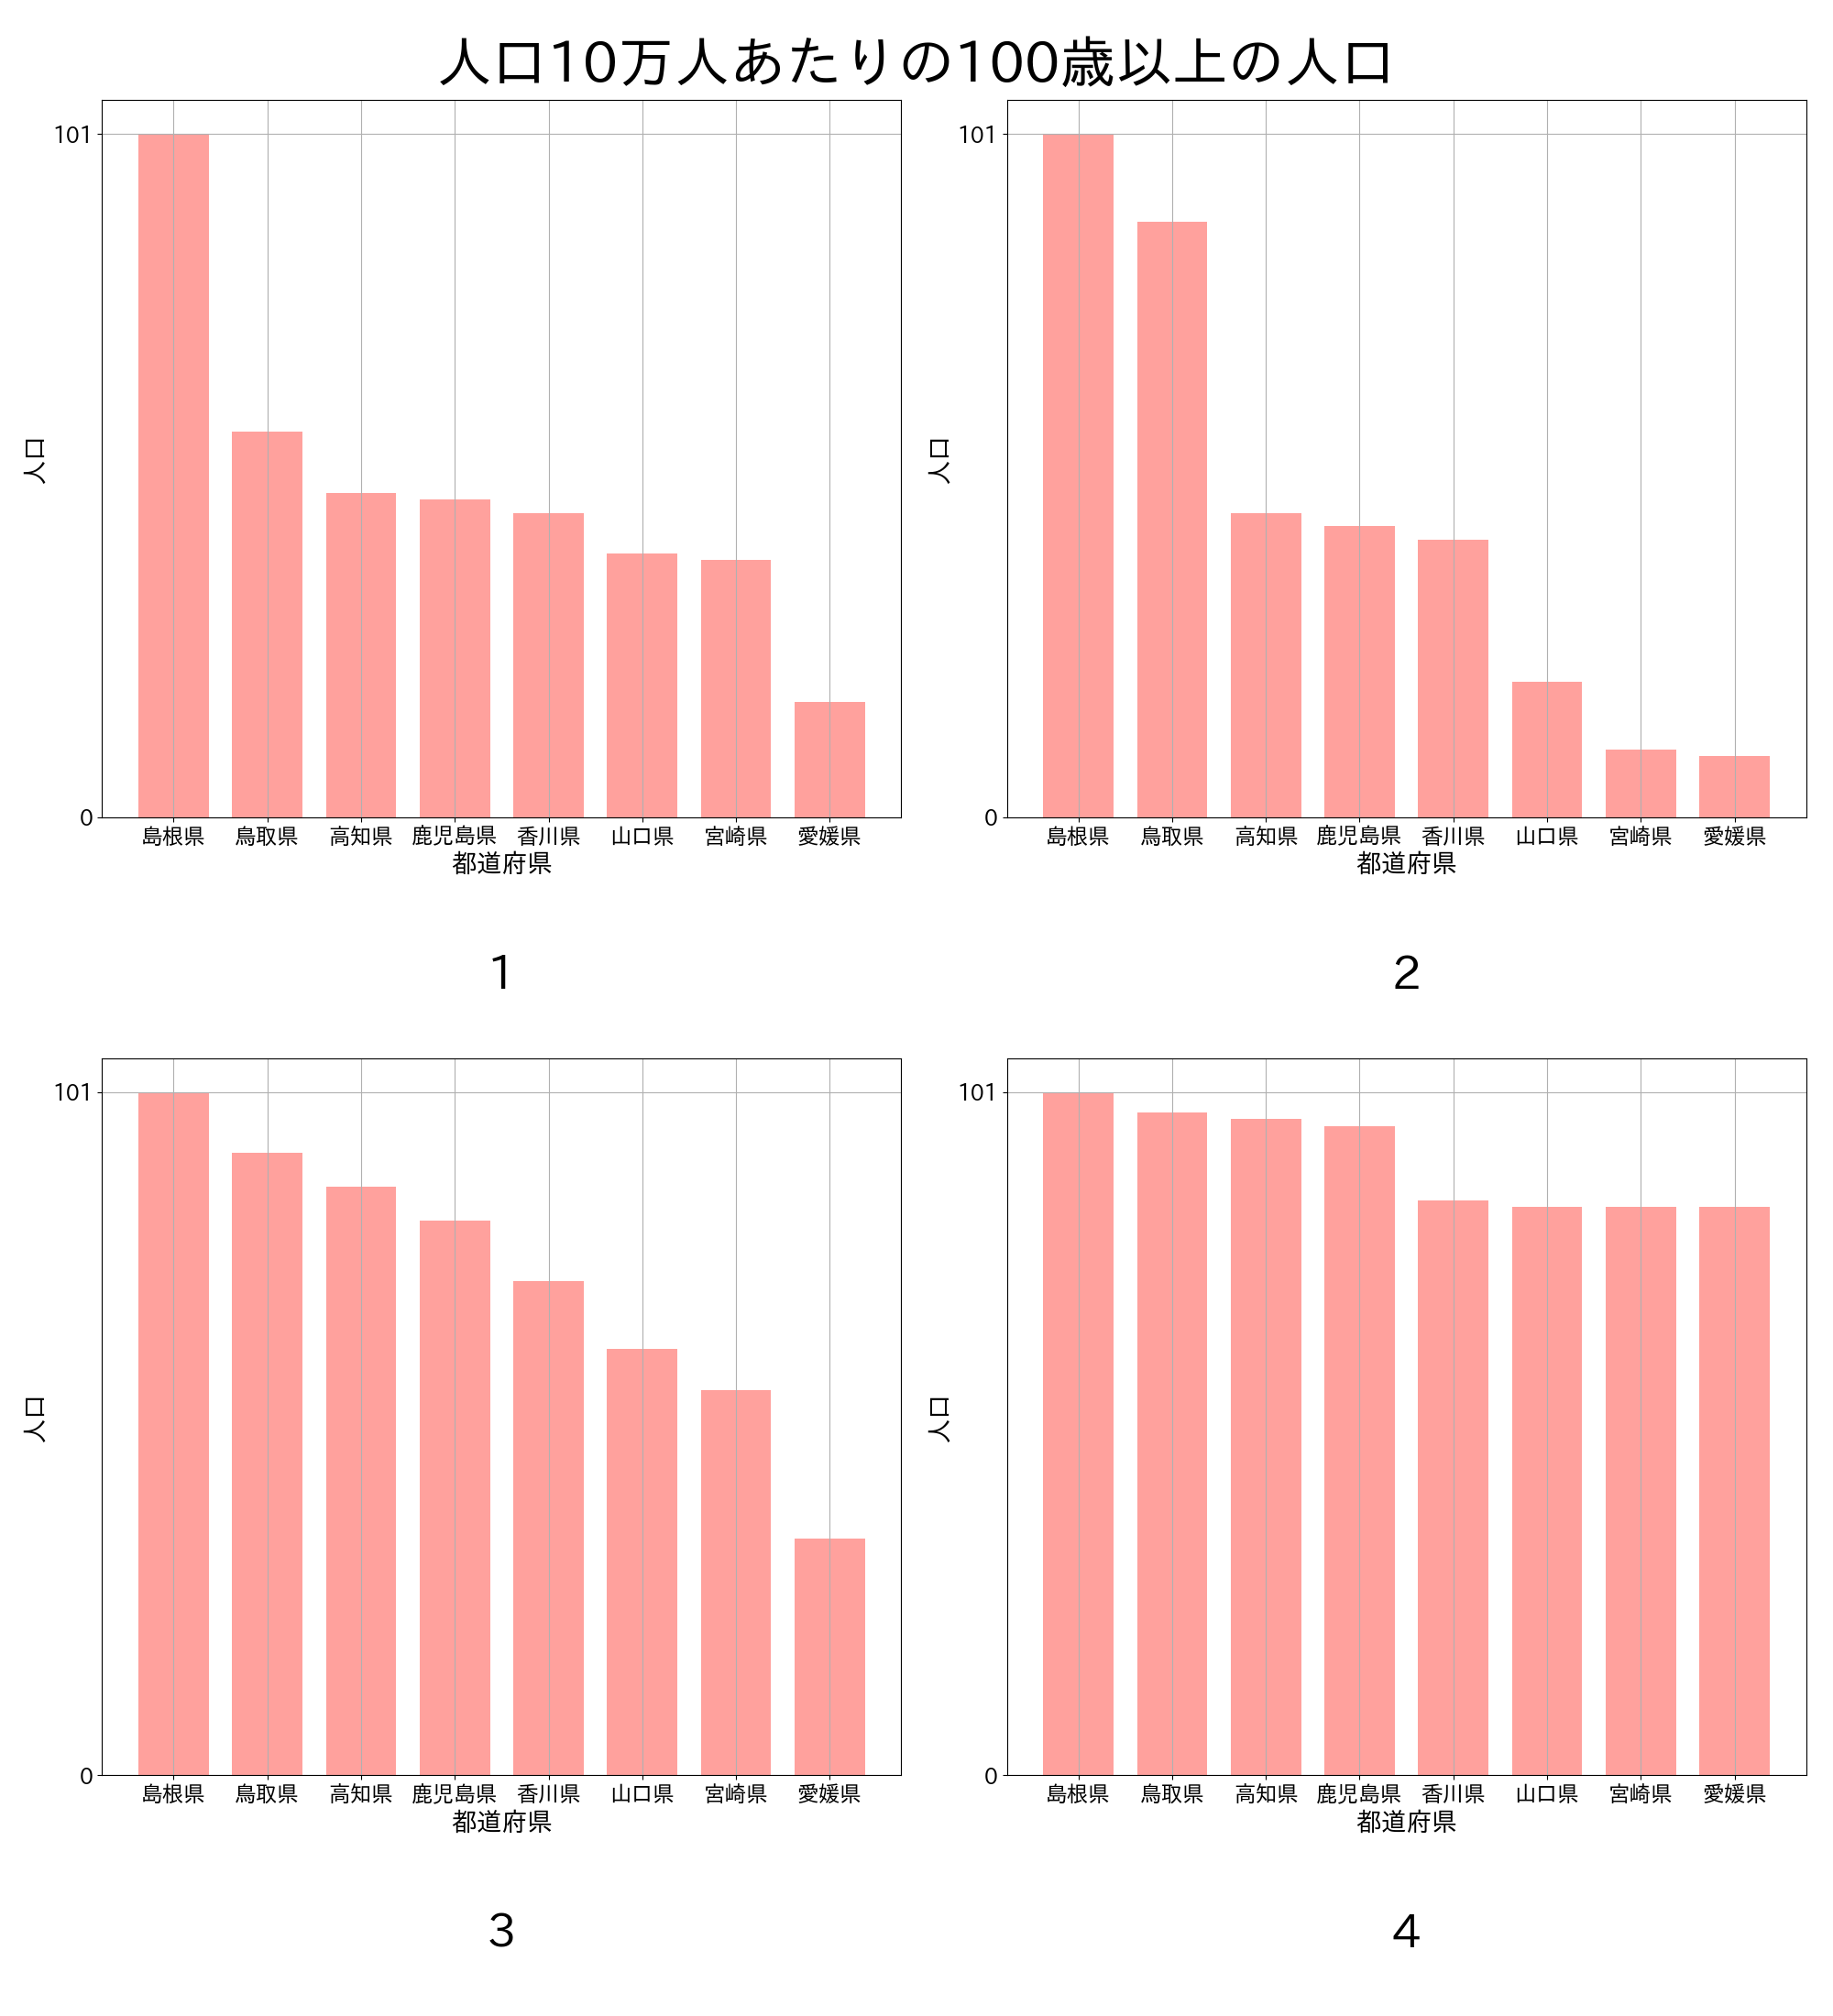 人口10万人あたりの100歳以上の人口
101
人口
0
島根県 鳥取県 高知県 鹿児島県 香川県 山口県 宮崎県 愛媛県
都道府県
1
101
人口
0
島根県 鳥取県 高知県 鹿児島県 香川県 山口県 宮崎県 愛媛県
都道府県
2
101
人口
0
島根県 鳥取県 高知県 鹿児島県 香川県 山口県 宮崎県 愛媛県
都道府県
3
101
人口
0
島根県 鳥取県 高知県 鹿児島県 香川県 山口県 宮崎県 愛媛県
都道府県
4